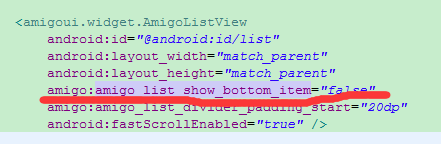 <amigoui.widget.AmigoListView
android:id="@android:id/list"
android:layout_width="match_parent"
android:layout_height="match_parent"
amigo:amigo_list_show_bottom_item="false"
amigo:amigo_list_divider_padding_start="20dp"
android:fastScrollEnabled="true" />